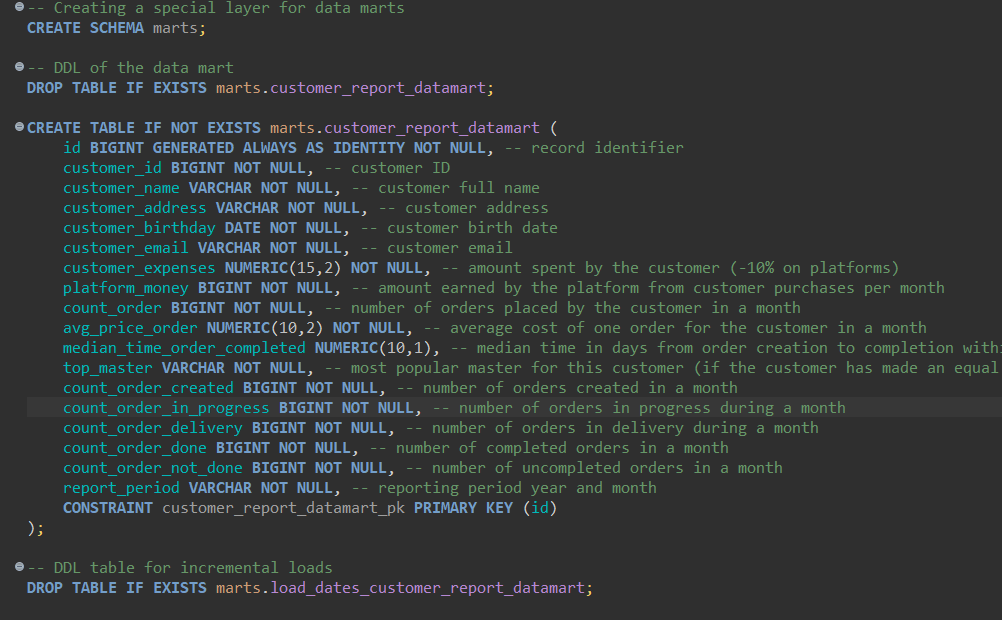 -- Creating a special layer for data marts
CREATE SCHEMA marts;
-- DDL of the data mart
DROP TABLE IF EXISTS marts.customer_report_datamart;
CREATE TABLE IF NOT EXISTS marts.customer_report_datamart (
id BIGINT GENERATED ALWAYS AS IDENTITY NOT NULL, -- record identifier
customer_id BIGINT NOT NULL, -- customer ID
customer_name VARCHAR NOT NULL, -- customer full name
customer_address VARCHAR NOT NULL, -- customer address
customer_birthday DATE NOT NULL, -- customer birth date
customer_email VARCHAR NOT NULL, -- customer email
customer_expenses NUMERIC(15,2) NOT NULL, -- amount spent by the customer (-10% on platforms)
platform_money BIGINT NOT NULL, -- amount earned by the platform from customer purchases per month
count_order BIGINT NOT NULL, -- number of orders placed by the customer in a month
avg_price_order NUMERIC(10,2) NOT NULL, -- average cost of one order for the customer in a month
median_time_order_completed NUMERIC(10,1), -- median time in days from order creation to completion with
top_master VARCHAR NOT NULL, -- most popular master for this customer (if the customer has made an equal
count_order_created BIGINT NOT NULL, -- number of orders created in a month
count_order_in_progress BIGINT NOT NULL, -- number of orders in progress during a month
count_order_delivery BIGINT NOT NULL, -- number of orders in delivery during a month
count_order_done BIGINT NOT NULL, -- number of completed orders in a month
count_order_not_done BIGINT NOT NULL, -- number of uncompleted orders in a month
report_period VARCHAR NOT NULL, -- reporting period year and month
CONSTRAINT customer_report_datamart_pk PRIMARY KEY (id)
);
-- DDL table for incremental loads
DROP TABLE IF EXISTS marts.load_dates_customer_report_datamart;